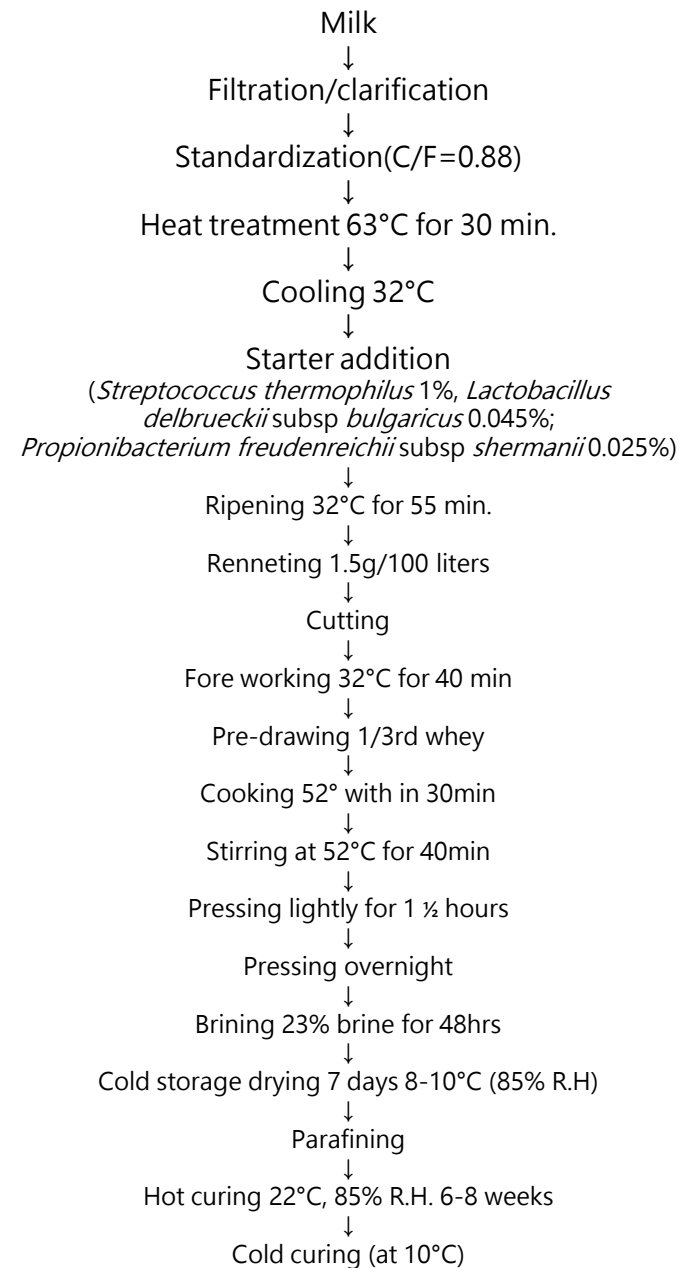 Milk
↓
Filtration/clarification
↓
Standardization(C/F=0.88)
↓
Heat treatment 63°C for 30 min.
↓
Cooling 32°C
↓
Starter addition
(Streptococcus thermophilus 1%, Lactobacillus
delbrueckii subsp bulgaricus 0.045%;
Propionibacterium freudenreichii subsp shermanii 0.025%)
↓
Ripening 32°C for 55 min.
↓
Renneting 1.5g/100 liters
↓
Cutting
↓
Fore working 32°C for 40 min
↓
Pre-drawing 1/3rd whey
↓
Cooking 52° with in 30min
↓
Stirring at 52°C for 40min
↓
Pressing lightly for 1 ½ hours
↓
Pressing overnight
↓
Brining 23% brine for 48hrs
↓
Cold storage drying 7 days 8-10°C (85% R.H)
↓
Parafining
↓
Hot curing 22°C, 85% R.H. 6-8 weeks
↓
Cold curing (at 10°C)